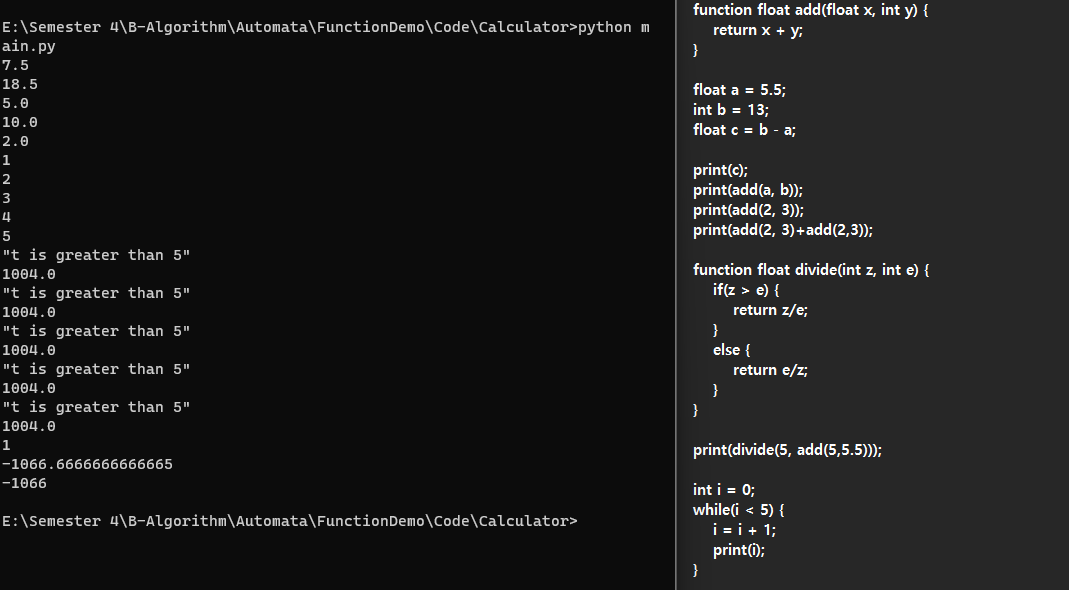 E:\Semester 4\B-Algorithm\Automata\FunctionDemo\Code\Calculator>python m
ain.py
7.5
18.5
5.0
10.0
2.0
1
2
3
4
5
"t is greater than 5"
1004.0
"t is greater than 5"
1004.0
"t is greater than 5"
1004.0
"t is greater than 5"
1004.0
"t is greater than 5"
1004.0
1
-1066.6666666666665
-1066
E:\Semester 4\B-Algorithm\Automata\FunctionDemo\Code\Calculator>
function float add(float x, int y) {
return x + y;
}
float a = 5.5;
int b = 13;
float c = b - a;
print(c);
print(add(a, b));
print(add(2, 3));
print(add(2, 3)+add(2,3));
function float divide(int z, int e) {
if(z > e) {
return z/e;
}
else {
return e/z;
}
}
print(divide(5, add(5,5.5)));
int i = 0;
while(i < 5) {
i = i + 1;
print(i);
}